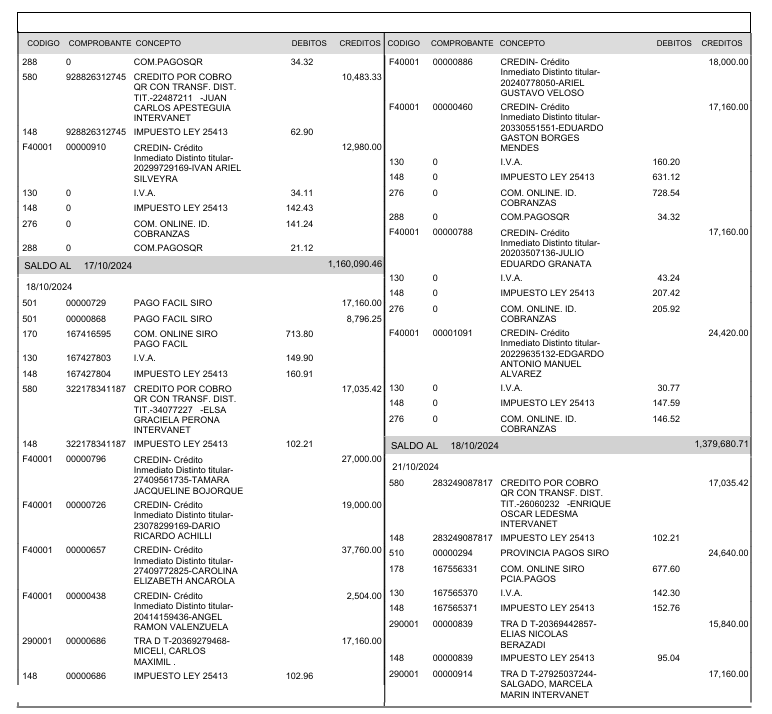 CODIGO COMPROBANTE CONCEPTO DEBITOS CREDITOS
288 0 COM.PAGOSQR 34.32
580 928826312745 CREDITO POR COBRO 10,483.33
QR CON TRANSF. DIST.
TIT.-22487211 -JUAN
CARLOS APESTEGUIA
INTERVANET
148 928826312745 IMPUESTO LEY 25413 62.90
F40001 00000910 CREDIN- Crédito 12,980.00
Inmediato Distinto titular-
20299729169-IVAN ARIEL
SILVEYRA
130 0 I.V.A. 34.11
148 0 IMPUESTO LEY 25413 142.43
276 0 COM. ONLINE. ID. 141.24
COBRANZAS
288 0 COM.PAGOSQR 21.12
SALDO AL 17/10/2024 1,160,090.46
18/10/2024
501 00000729 PAGO FACIL SIRO 17,160.00
501 00000868 PAGO FACIL SIRO 8,796.25
170 167416595 COM. ONLINE SIRO 713.80
PAGO FACIL
130 167427803 I.V.A. 149.90
148 167427804 IMPUESTO LEY 25413 160.91
580 322178341187 CREDITO POR COBRO 17,035.42
QR CON TRANSF. DIST.
TIT.-34077227 -ELSA
GRACIELA PERONA
INTERVANET
148 322178341187 IMPUESTO LEY 25413 102.21
F40001 00000796 CREDIN- Crédito 27,000.00
Inmediato Distinto titular-
27409561735-TAMARA
JACQUELINE BOJORQUE
F40001 00000726 CREDIN- Crédito 19,000.00
Inmediato Distinto titular-
23078299169-DARIO
RICARDO ACHILLI
F40001 00000657 CREDIN- Crédito 37,760.00
Inmediato Distinto titular-
27409772825-CAROLINA
ELIZABETH ANCAROLA
F40001 00000438 CREDIN- Crédito 2,504.00
Inmediato Distinto titular-
20414159436-ANGEL
RAMON VALENZUELA
290001 00000686 TRA D T-20369279468- 17,160.00
MICELI, CARLOS
MAXIMIL .
148 00000686 IMPUESTO LEY 25413 102.96
CODIGO COMPROBANTE CONCEPTO DEBITOS CREDITOS
F40001 00000886 CREDIN- Crédito 18,000.00
Inmediato Distinto titular-
20240778050-ARIEL
GUSTAVO VELOSO
F40001 00000460 CREDIN- Crédito 17,160.00
Inmediato Distinto titular-
20330551551-EDUARDO
GASTON BORGES
MENDES
130 0 I.V.A. 160.20
148 0 IMPUESTO LEY 25413 631.12
276 0 COM. ONLINE. ID. 728.54
COBRANZAS
288 0 COM.PAGOSQR 34.32
F40001 00000788 CREDIN- Crédito 17,160.00
Inmediato Distinto titular-
20203507136-JULIO
EDUARDO GRANATA
130 0 I.V.A. 43.24
148 0 IMPUESTO LEY 25413 207.42
276 0 COM. ONLINE. ID. 205.92
COBRANZAS
F40001 00001091 CREDIN- Crédito 24,420.00
Inmediato Distinto titular-
20229635132-EDGARDO
ANTONIO MANUEL
ALVAREZ
130 0 I.V.A. 30.77
148 0 IMPUESTO LEY 25413 147.59
276 0 COM. ONLINE. ID. 146.52
COBRANZAS
SALDO AL 18/10/2024 1,379,680.71
21/10/2024
580 283249087817 CREDITO POR COBRO 17,035.42
QR CON TRANSF. DIST.
TIT.-26060232 -ENRIQUE
OSCAR LEDESMA
INTERVANET
148 283249087817 IMPUESTO LEY 25413 102.21
510 00000294 PROVINCIA PAGOS SIRO 24,640.00
178 167556331 COM. ONLINE SIRO 677.60
PCIA.PAGOS
130 167565370 I.V.A. 142.30
148 167565371 IMPUESTO LEY 25413 152.76
290001 00000839 TRA D T-20369442857- 15,840.00
ELIAS NICOLAS
BERAZADI
148 00000839 IMPUESTO LEY 25413 95.04
290001 00000914 TRA D T-27925037244- 17,160.00
SALGADO, MARCELA
MARIN INTERVANET